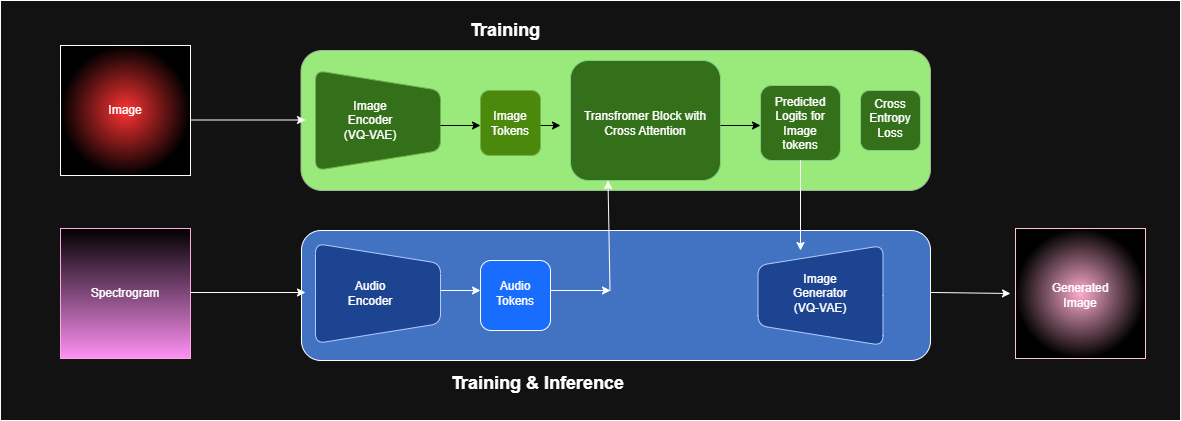 Training
Image
Image
Encoder
(VQ-VAE)
Image
Tokens
Transfromer Block with
Cross Attention
Predicted
Logits for
Image
tokens
Cross
Entropy
Loss
Spectrogram
Audio
Encoder
Audio
Tokens
Image
Generator
(VQ-VAE)
Generated
Image
Training & Inference